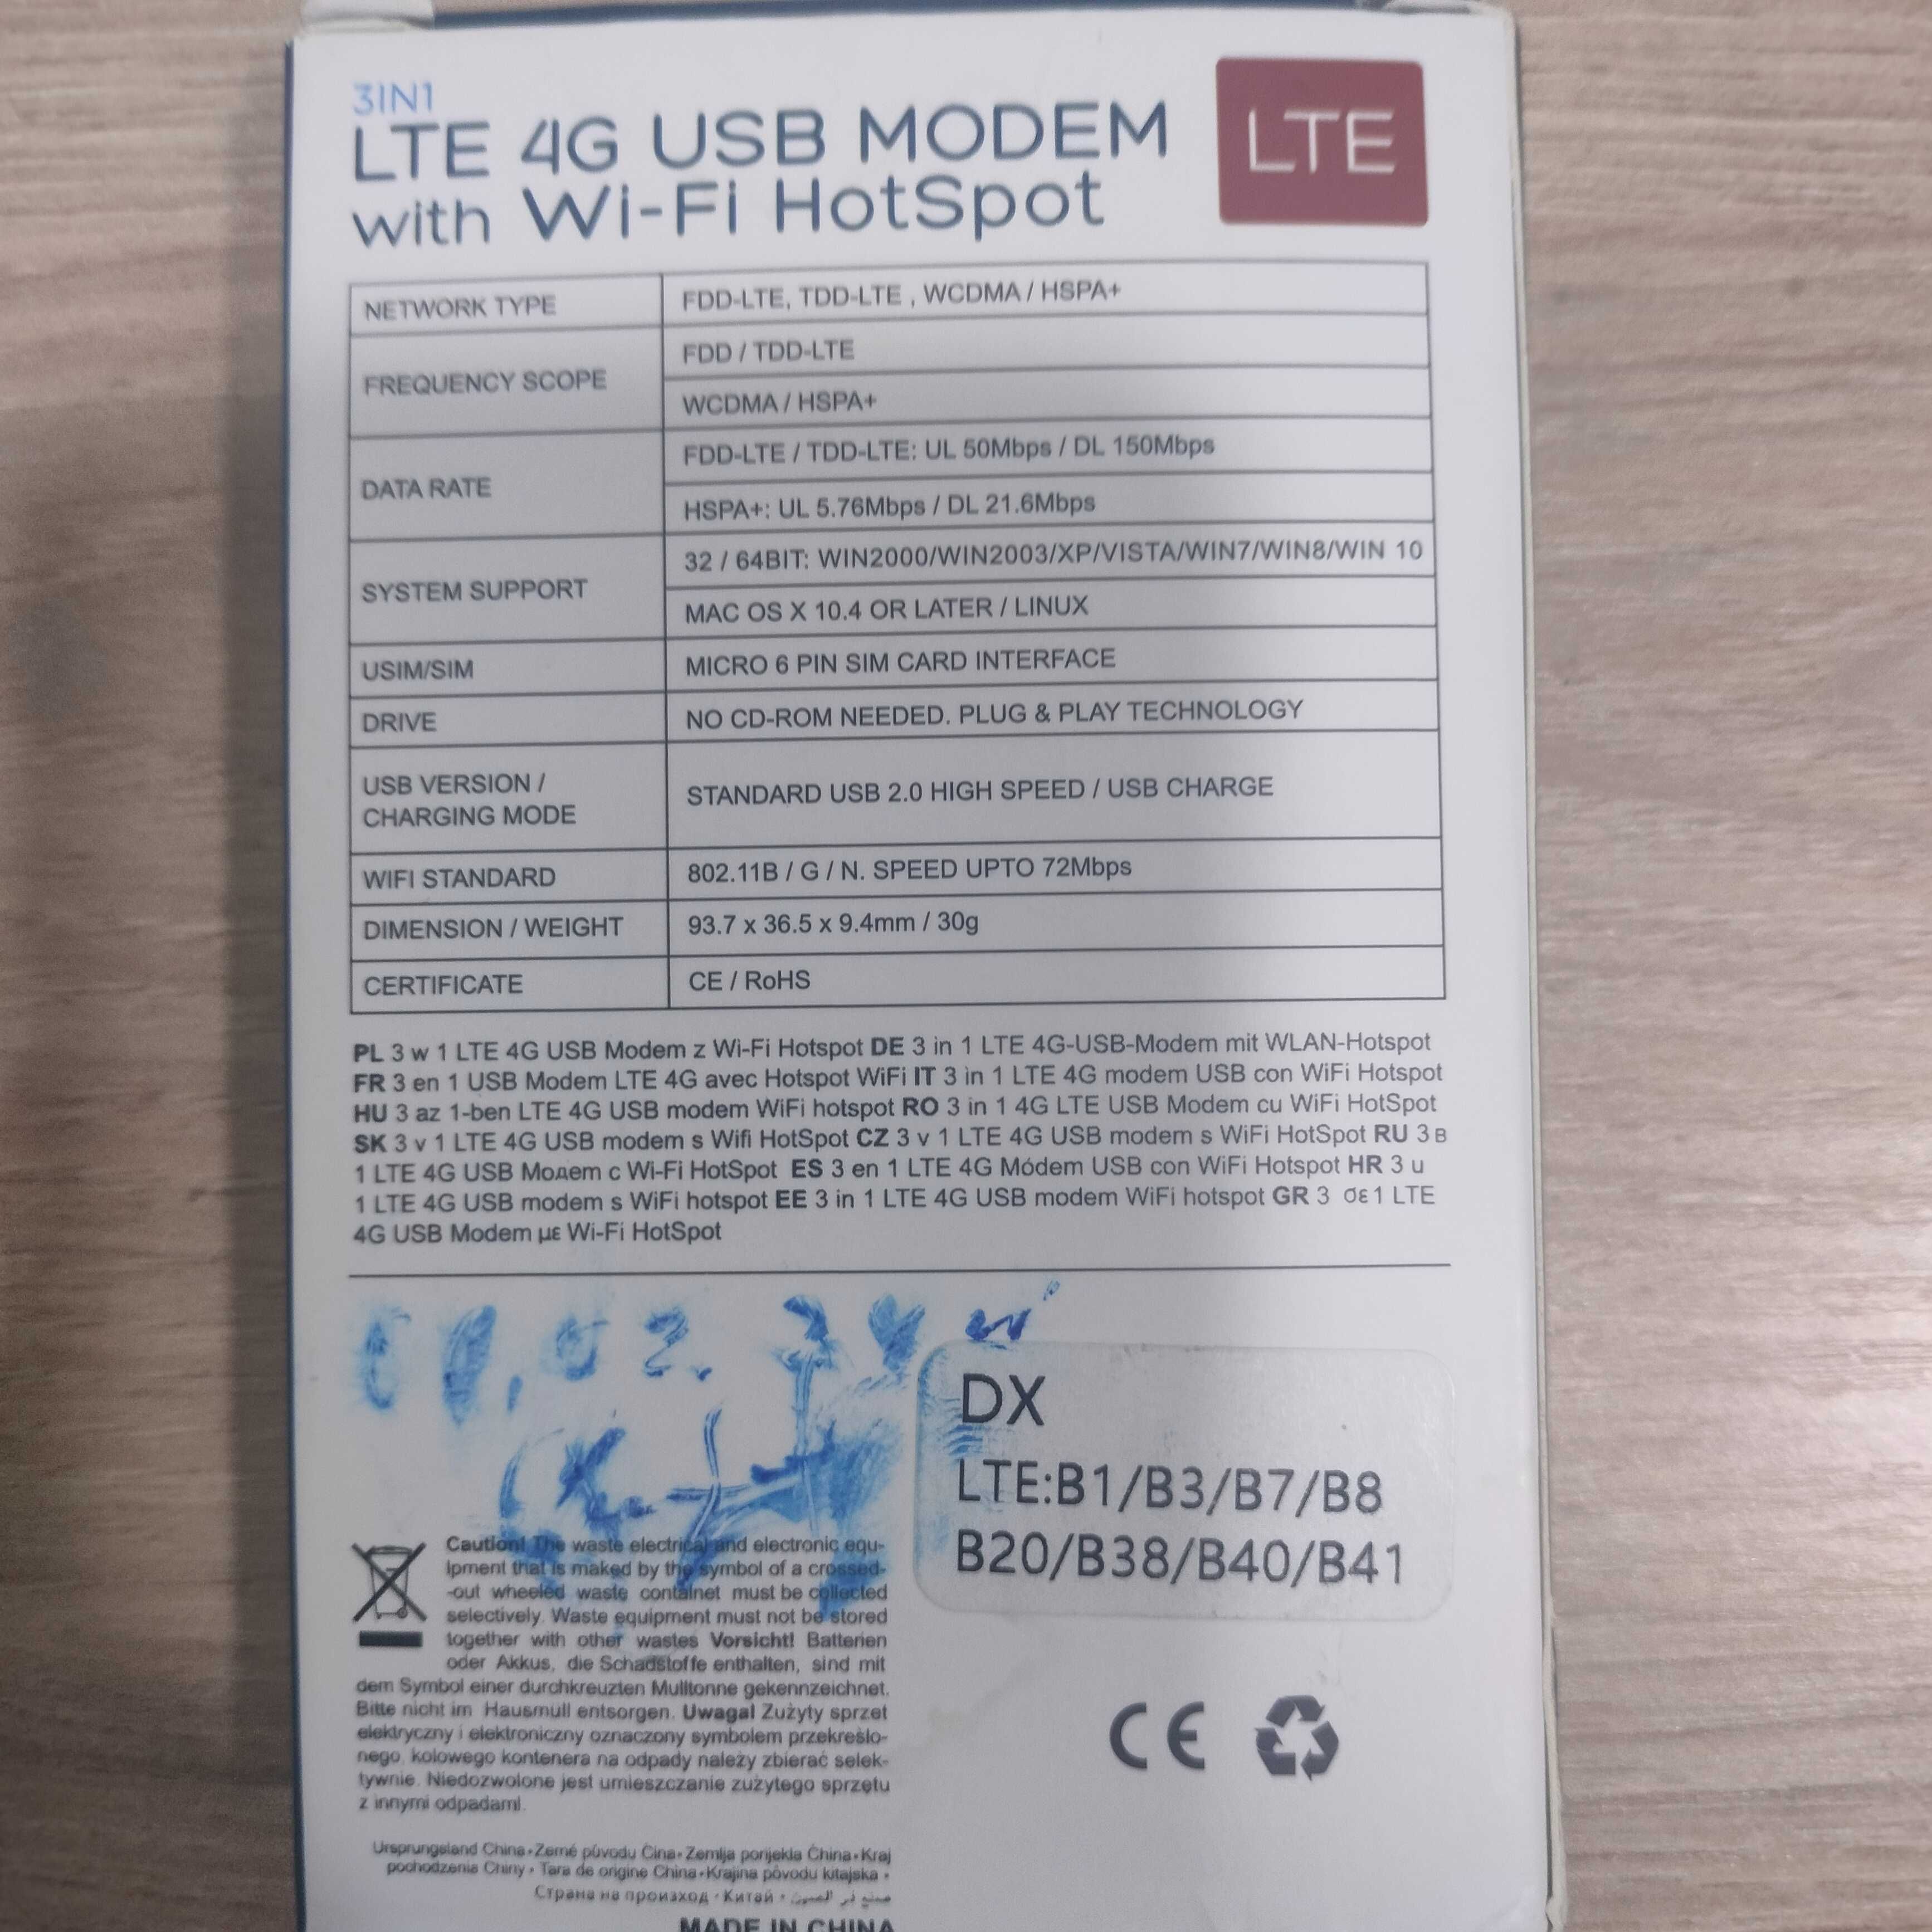 3IN1
LTE 4G USB MODEM
with Wi-Fi HotSpot
LTE
NETWORK TYPE FDD-LTE, TDD-LTE , WCDMA / HSPA+
FREQUENCY SCOPE FDD / TDD-LTE
WCDMA / HSPA+
DATA RATE FDD-LTE / TDD-LTE: UL 50Mbps / DL 150Mbps
HSPA+: UL 5.76Mbps / DL 21.6Mbps
SYSTEM SUPPORT 32 / 64BIT: WIN2000/WIN2003/XP/VISTA/WIN7/WIN8/WIN 10
MAC OS X 10.4 OR LATER / LINUX
USIM/SIM MICRO 6 PIN SIM CARD INTERFACE
DRIVE NO CD-ROM NEEDED. PLUG & PLAY TECHNOLOGY
USB VERSION /
CHARGING MODE STANDARD USB 2.0 HIGH SPEED / USB CHARGE
WIFI STANDARD 802.11B / G / N. SPEED UPTO 72Mbps
DIMENSION / WEIGHT 93.7 x 36.5 x 9.4mm / 30g
CERTIFICATE CE / RoHS
PL 3 w 1 LTE 4G USB Modem z Wi-Fi Hotspot DE 3 in 1 LTE 4G-USB-Modem mit WLAN-Hotspot
FR 3 en 1 USB Modem LTE 4G avec Hotspot WiFi IT 3 in 1 LTE 4G modem USB con WiFi Hotspot
HU 3 az 1-ben LTE 4G USB modem WiFi hotspot RO 3 in 1 4G LTE USB Modem cu WiFi HotSpot
SK 3 v 1 LTE 4G USB modem s Wifi HotSpot CZ 3 v 1 LTE 4G USB modem s WiFi HotSpot RU 3 в
1 LTE 4G USB Модем с Wi-Fi HotSpot ES 3 en 1 LTE 4G Módem USB con WiFi Hotspot HR 3 u
1 LTE 4G USB modem s WiFi hotspot EE 3 in 1 LTE 4G USB modem WiFi hotspot GR 3 σε 1 LTE
4G USB Modem με Wi-Fi HotSpot
DX
LTE:B1/B3/B7/B8
B20/B38/B40/B41
Caution! The waste electrical and electronic equ-
ipment that is maked by the symbol of a crossed-
-out wheeled waste containet must be collected
selectively. Waste equipment must not be stored
together with other wastes Vorsicht! Batterien
oder Akkus, die Schadstoffe enthalten, sind mit
dem Symbol einer durchkreuzten Mulltonne gekennzeichnet.
Bitte nicht im Hausmüll entsorgen. Uwaga! Zużyty sprzet
elektryczny i elektroniczny oznaczony symbolem przekreślo-
nego, kolowego kontenera na odpady należy zbierać selek-
tywnie. Niedozwolone jest umieszczanie zużytego sprzętu
z innymi odpadami.
CE
Ursprungsland China • Země původu Čína • Zemlja porijekla China • Kraj
pochodzenia Chiny • Tara de origine China • Krajina pôvodu kitajska •
Страна на произход • Китай • صنع في الصين
MADE IN CHINA